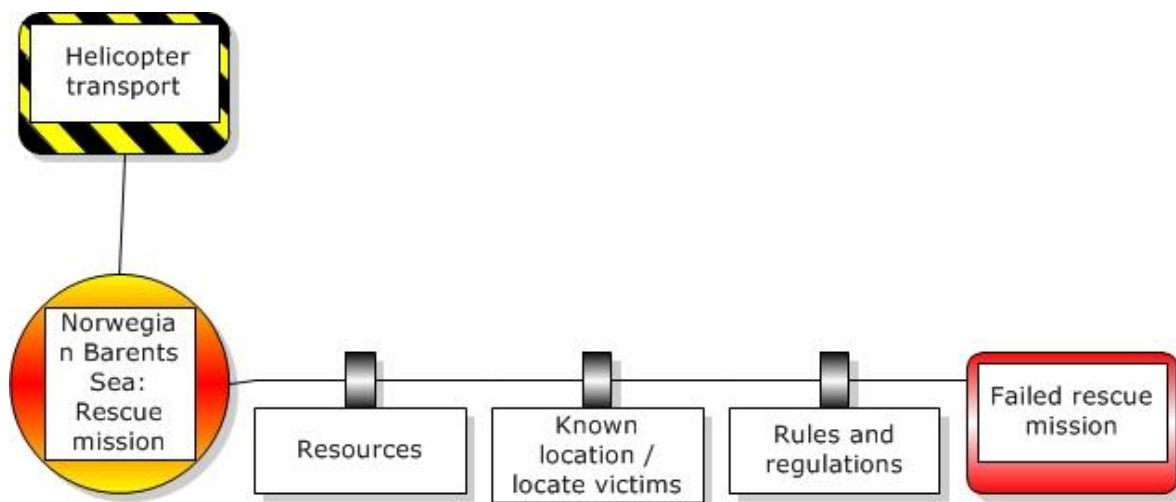 Helicopter
transport
Norwegia
n Barents
Sea:
Rescue
mission
Resources
Known
location /
locate victims
Rules and
regulations
Failed rescue
mission